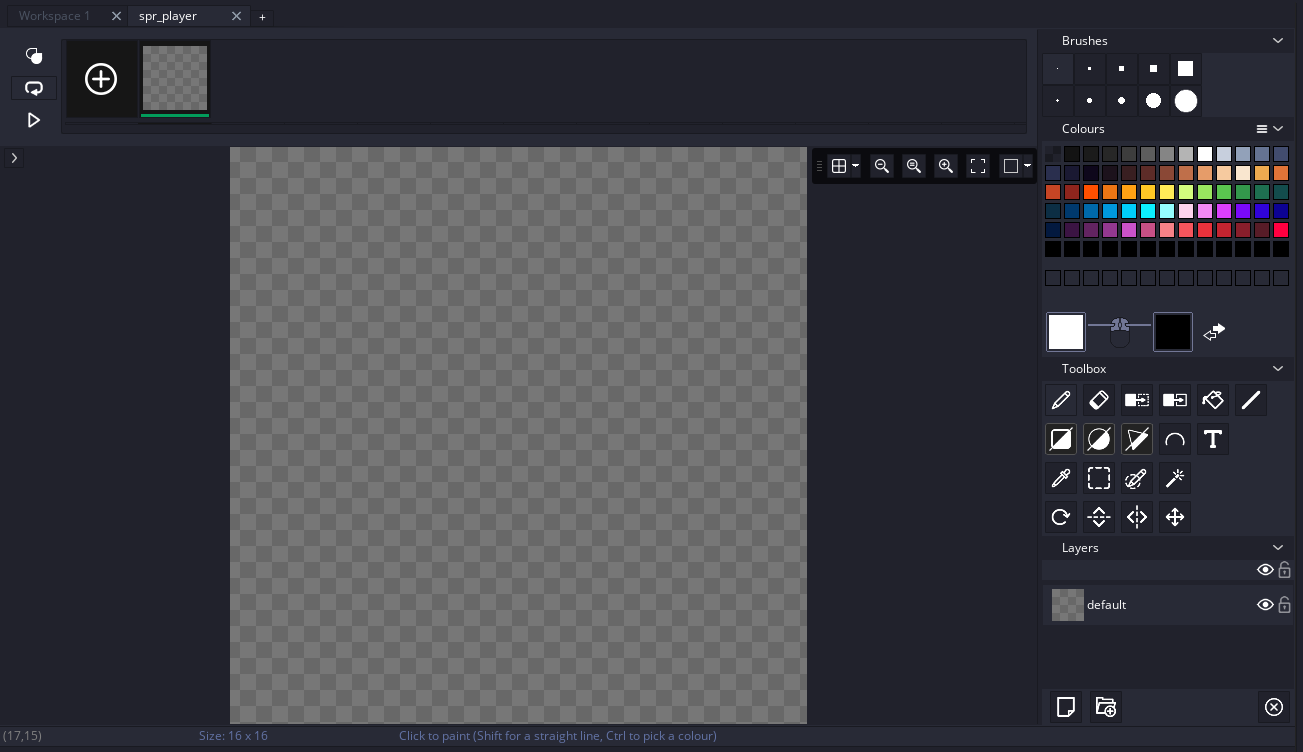 Workspace 1
spr_player
+
Brushes
Colours
Toolbox
T
Layers
default
(17,15)
Size: 16 x 16
Click to paint (Shift for a straight line, Ctrl to pick a colour)